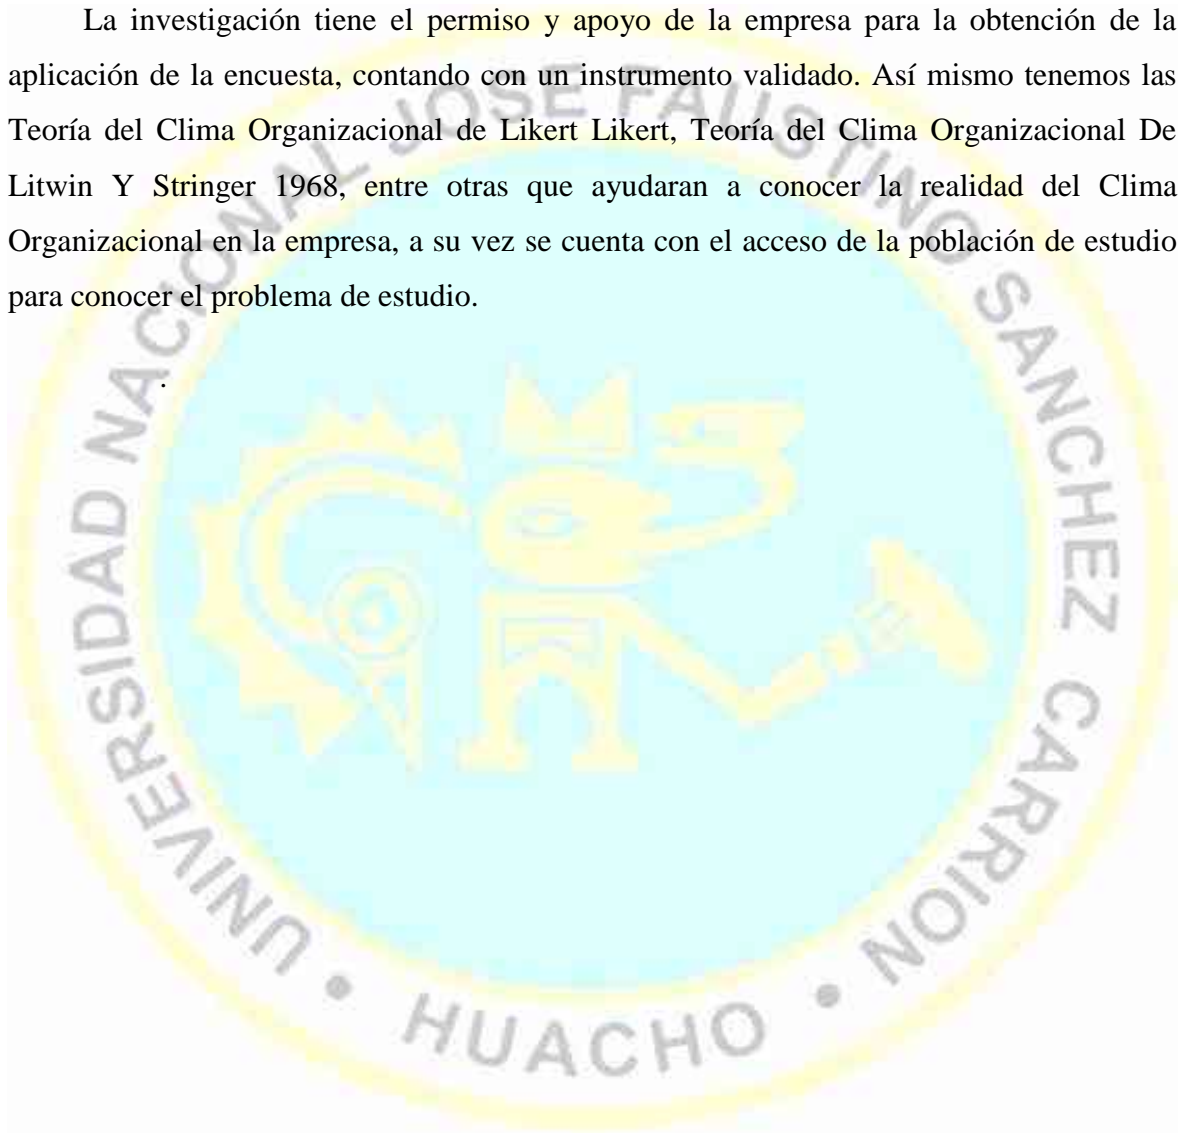 La investigación tiene el permiso y apoyo de la empresa para la obtención de la
aplicación de la encuesta, contando con un instrumento validado. Así mismo tenemos las
Teoría del Clima Organizacional de Likert Likert, Teoría del Clima Organizacional De
Litwin Y Stringer 1968, entre otras que ayudaran a conocer la realidad del Clima
Organizacional en la empresa, a su vez se cuenta con el acceso de la población de estudio
para conocer el problema de estudio.
.
UNIVERSIDAD NACIONAL JOSE FAUSTINO SANCHEZ CARRION
• HUACHO •